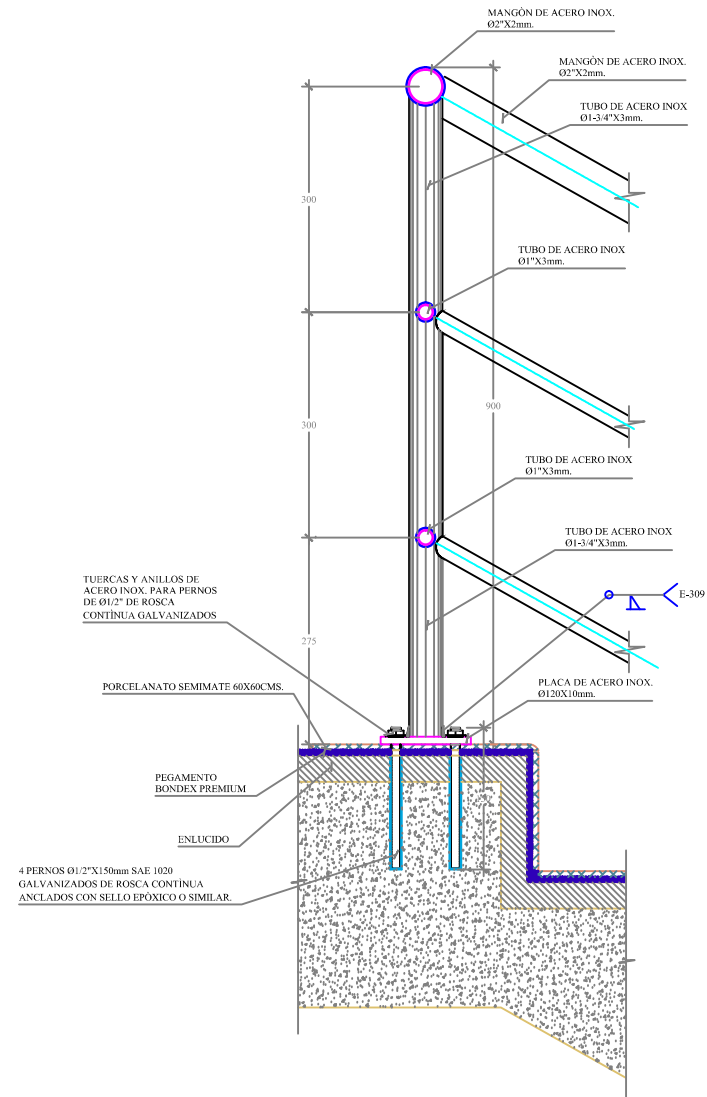 MANGÒN DE ACERO INOX.
Ø2"X2mm.
MANGÒN DE ACERO INOX.
Ø2"X2mm.
TUBO DE ACERO INOX
Ø1-3/4"X3mm.
300
TUBO DE ACERO INOX
Ø1"X3mm.
900
300
TUBO DE ACERO INOX
Ø1"X3mm.
TUBO DE ACERO INOX
Ø1-3/4"X3mm.
TUERCAS Y ANILLOS DE
ACERO INOX. PARA PERNOS
DE Ø1/2" DE ROSCA
CONTÌNUA GALVANIZADOS
E-309
275
PORCELANATO SEMIMATE 60X60CMS.
PLACA DE ACERO INOX.
Ø120X10mm.
PEGAMENTO
BONDEX PREMIUM
ENLUCIDO
4 PERNOS Ø1/2"X150mm SAE 1020
GALVANIZADOS DE ROSCA CONTÌNUA
ANCLADOS CON SELLO EPÒXICO O SIMILAR.